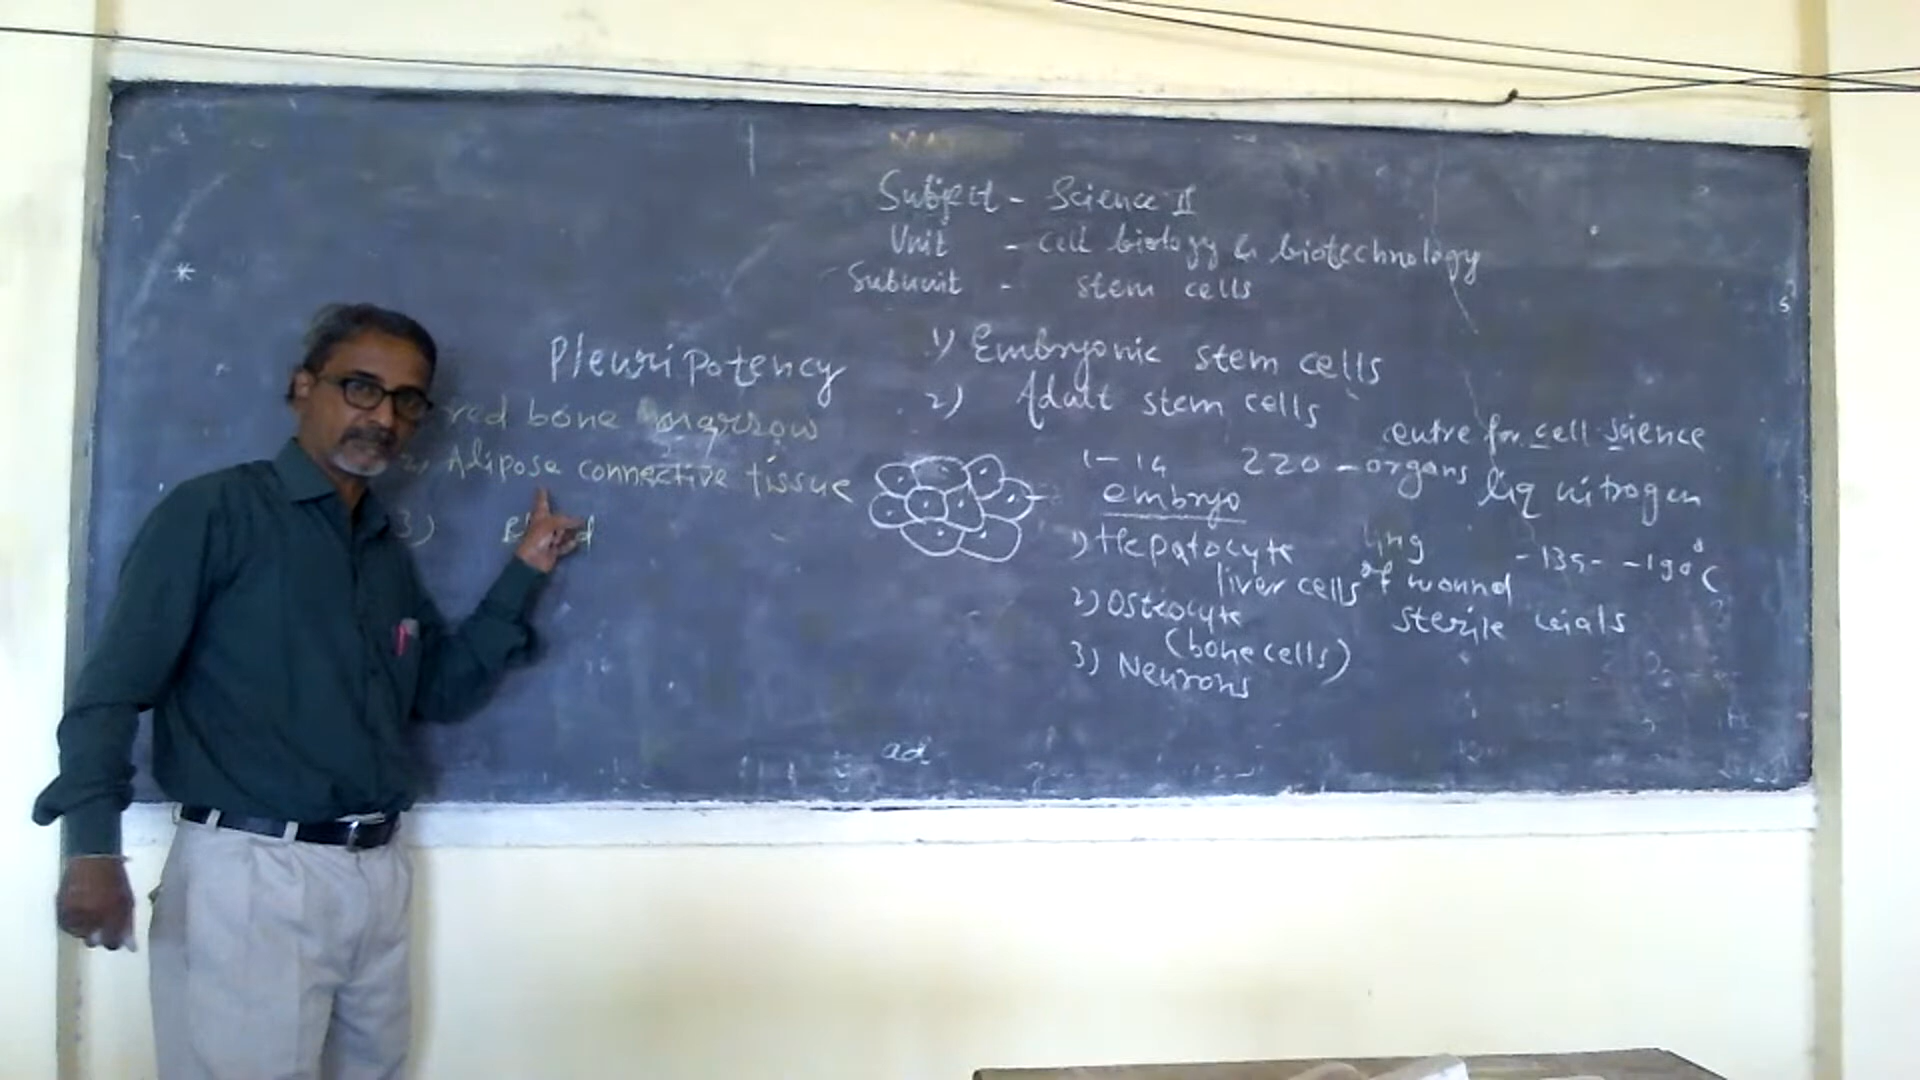 Subject - Science II
Unit - Cell biology & biotechnology
Subunit - stem cells
Pleuripotency
red bone marrow
2) Adipose connective tissue
3)
1) Embryonic stem cells
2) Adult stem cells
centre for cell science
1-14 220 - organs liq nitrogen
embryo
1) Hepatocyte
liver cells of wound
-135- -190°C
2) Osteocyte
sterile vials
(bone cells)
3) Neurons
ad